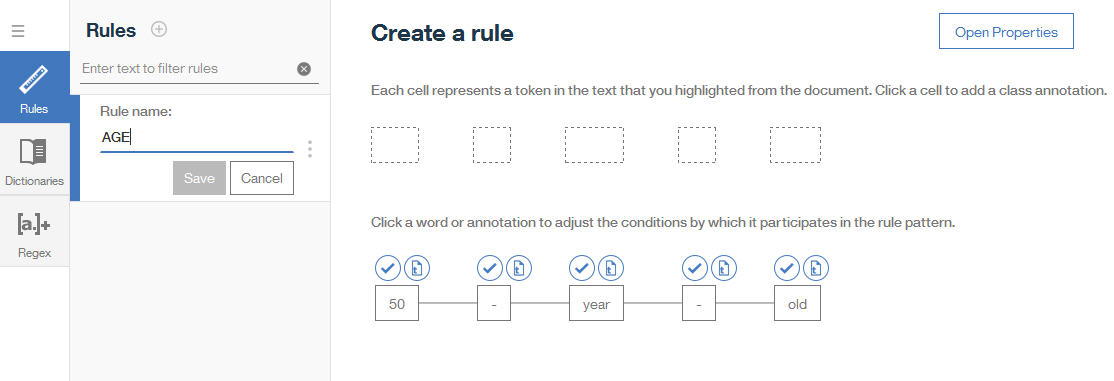 Rules
Dictionaries
[a.]+
Regex
Rules
Enter text to filter rules
Rule name:
AGE
Save
Cancel
Create a rule
Open Properties
Each cell represents a token in the text that you highlighted from the document. Click a cell to add a class annotation.
Click a word or annotation to adjust the conditions by which it participates in the rule pattern.
t t t t t
50 - year - old